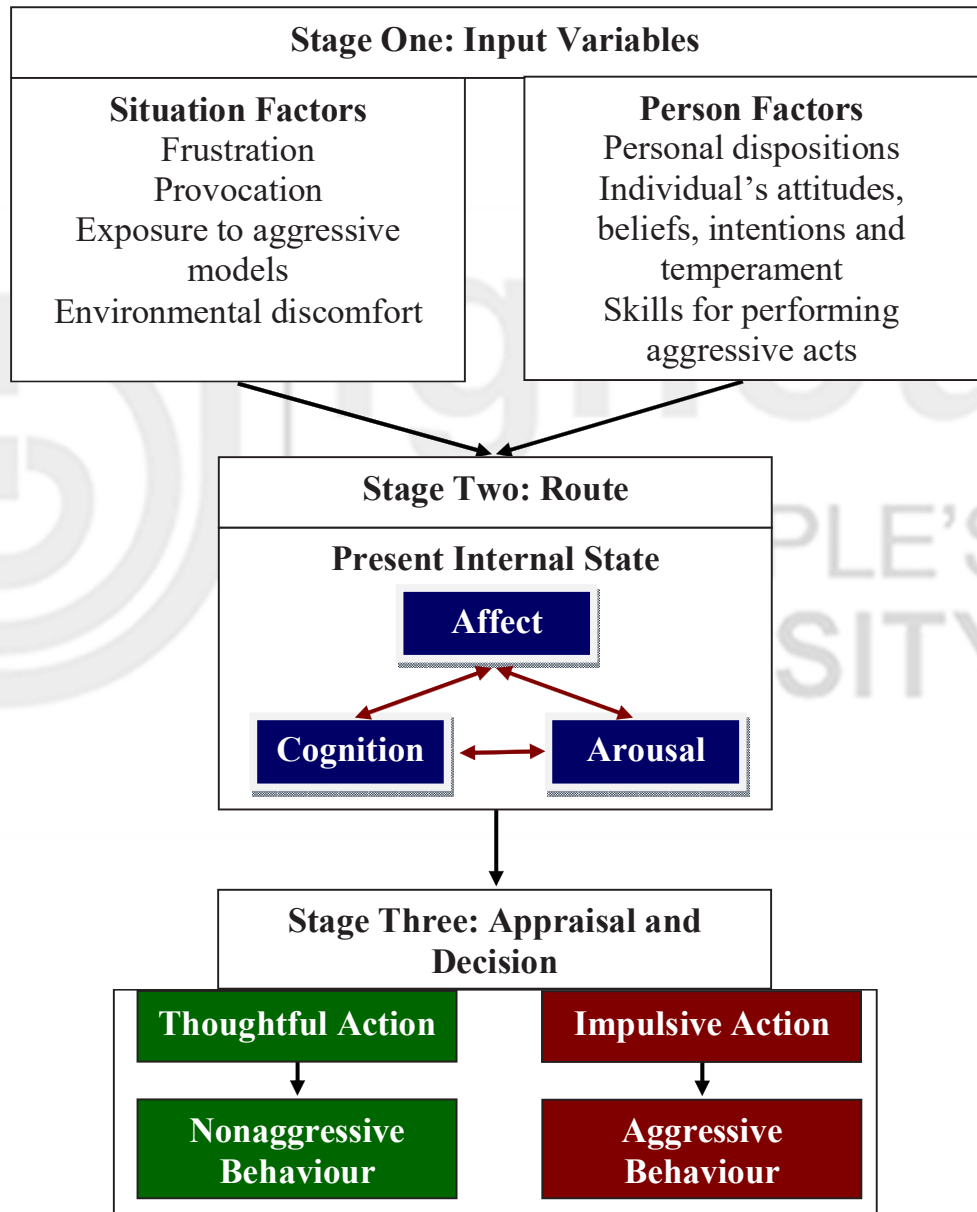 Stage One: Input Variables
Situation Factors
Frustration
Provocation
Exposure to aggressive
models
Environmental discomfort
Person Factors
Personal dispositions
Individual’s attitudes,
beliefs, intentions and
temperament
Skills for performing
aggressive acts
Stage Two: Route
Present Internal State
Affect
Cognition
Arousal
Stage Three: Appraisal and
Decision
Thoughtful Action
Impulsive Action
Nonaggressive
Behaviour
Aggressive
Behaviour